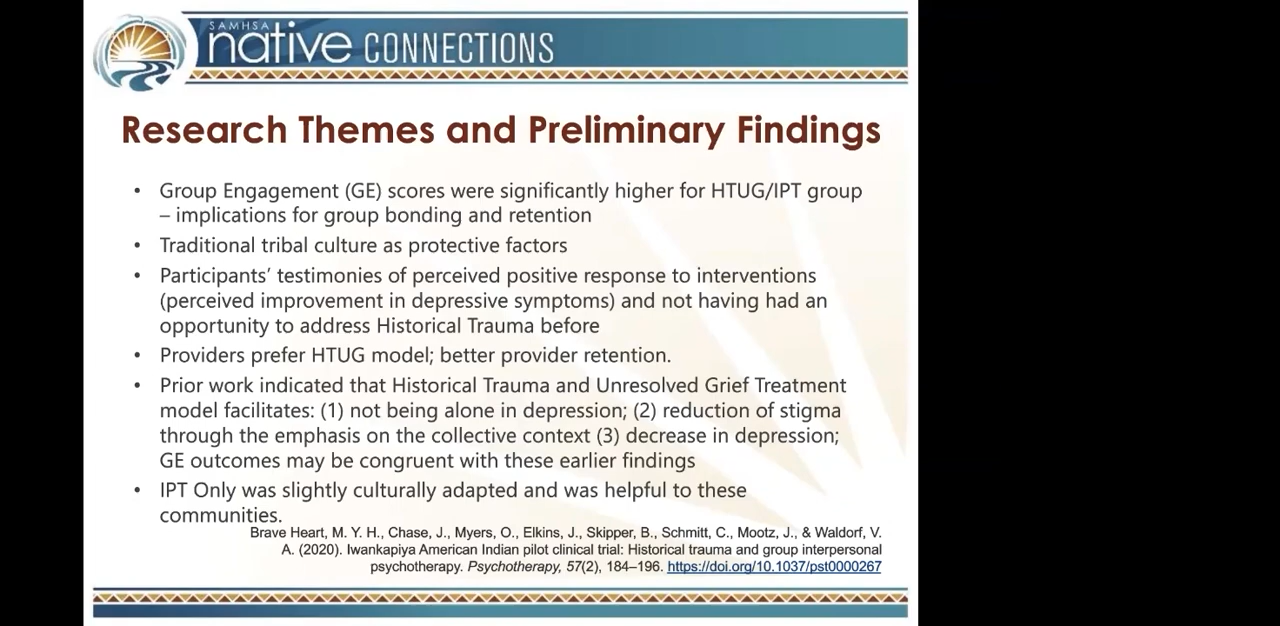 SAMHSA
native CONNECTIONS
Research Themes and Preliminary Findings
• Group Engagement (GE) scores were significantly higher for HTUG/IPT group
– implications for group bonding and retention
• Traditional tribal culture as protective factors
• Participants’ testimonies of perceived positive response to interventions
(perceived improvement in depressive symptoms) and not having had an
opportunity to address Historical Trauma before
• Providers prefer HTUG model; better provider retention.
• Prior work indicated that Historical Trauma and Unresolved Grief Treatment
model facilitates: (1) not being alone in depression; (2) reduction of stigma
through the emphasis on the collective context (3) decrease in depression;
GE outcomes may be congruent with these earlier findings
• IPT Only was slightly culturally adapted and was helpful to these
communities.
Brave Heart, M. Y. H., Chase, J., Myers, O., Elkins, J., Skipper, B., Schmitt, C., Mootz, J., & Waldorf, V.
A. (2020). Iwankapiya American Indian pilot clinical trial: Historical trauma and group interpersonal
psychotherapy. Psychotherapy, 57(2), 184–196. https://doi.org/10.1037/pst0000267